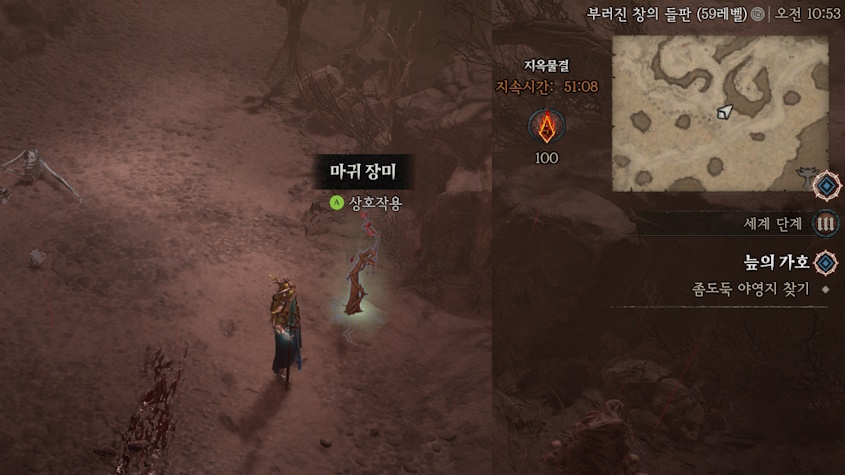 부러진 창의 들판 (59레벨) | 오전 10:53
지옥물결
지속시간: 51:08
100
마귀 장미
A 상호작용
세계 단계
늪의 가호
좀도둑 야영지 찾기